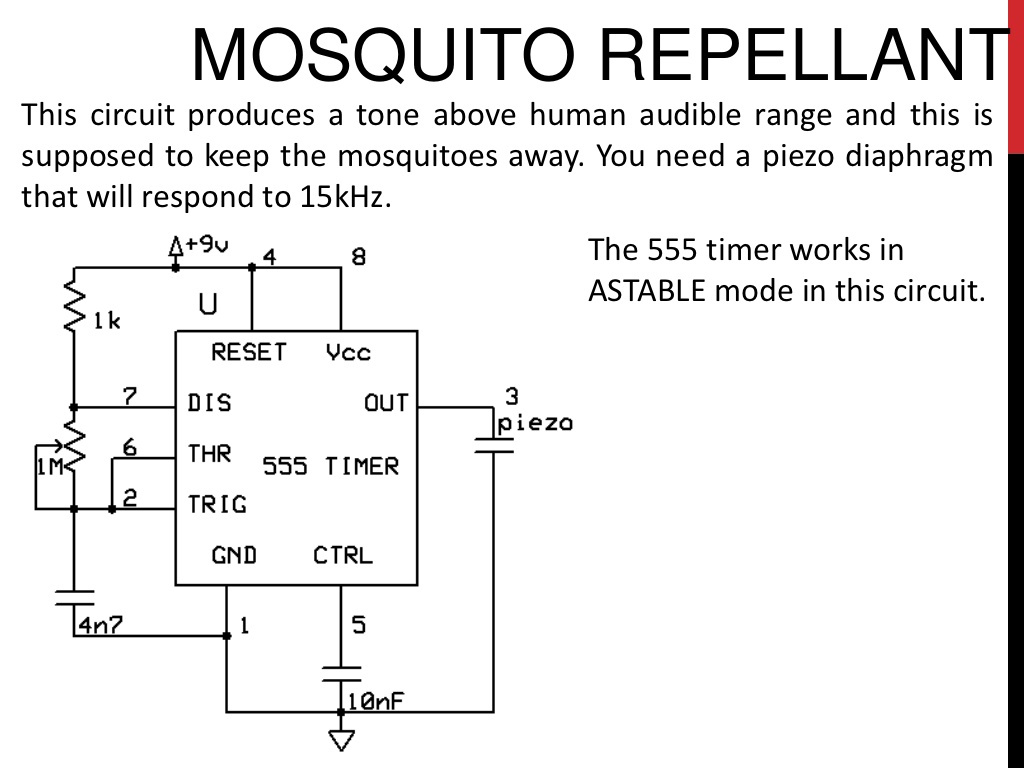 MOSQUITO REPELLANT
This circuit produces a tone above human audible range and this is
supposed to keep the mosquitoes away. You need a piezo diaphragm
that will respond to 15kHz.
The 555 timer works in
ASTABLE mode in this circuit.
+9v
4
8
U
1k
RESET Vcc
7
DIS
OUT
3
piezo
6
THR
1M
555 TIMER
2
TRIG
GND
CTRL
4n7
1
5
10nF